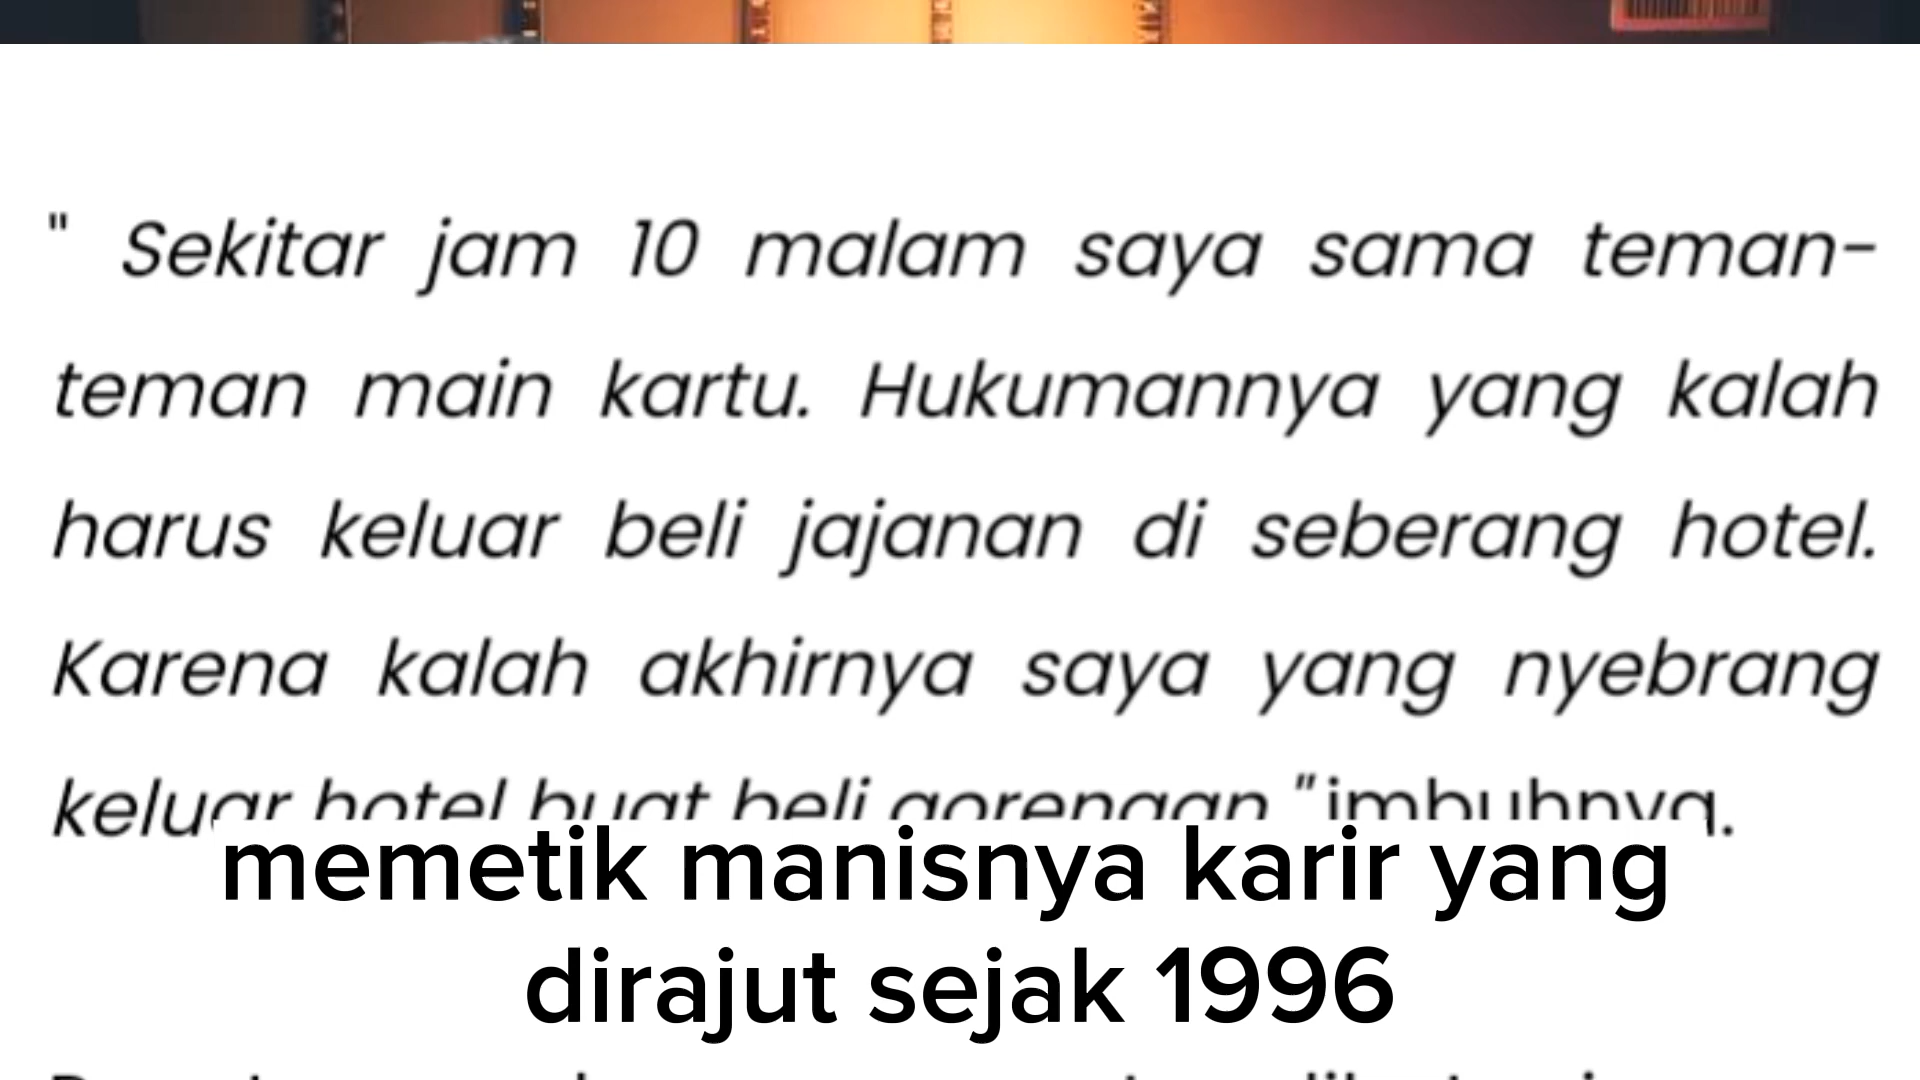 " Sekitar jam 10 malam saya sama teman-
teman main kartu. Hukumannya yang kalah
harus keluar beli jajanan di seberang hotel.
Karena kalah akhirnya saya yang nyebrang
keluar hotel buat beli gorengan "imbuhnya.
memetik manisnya karir yang
dirajut sejak 1996